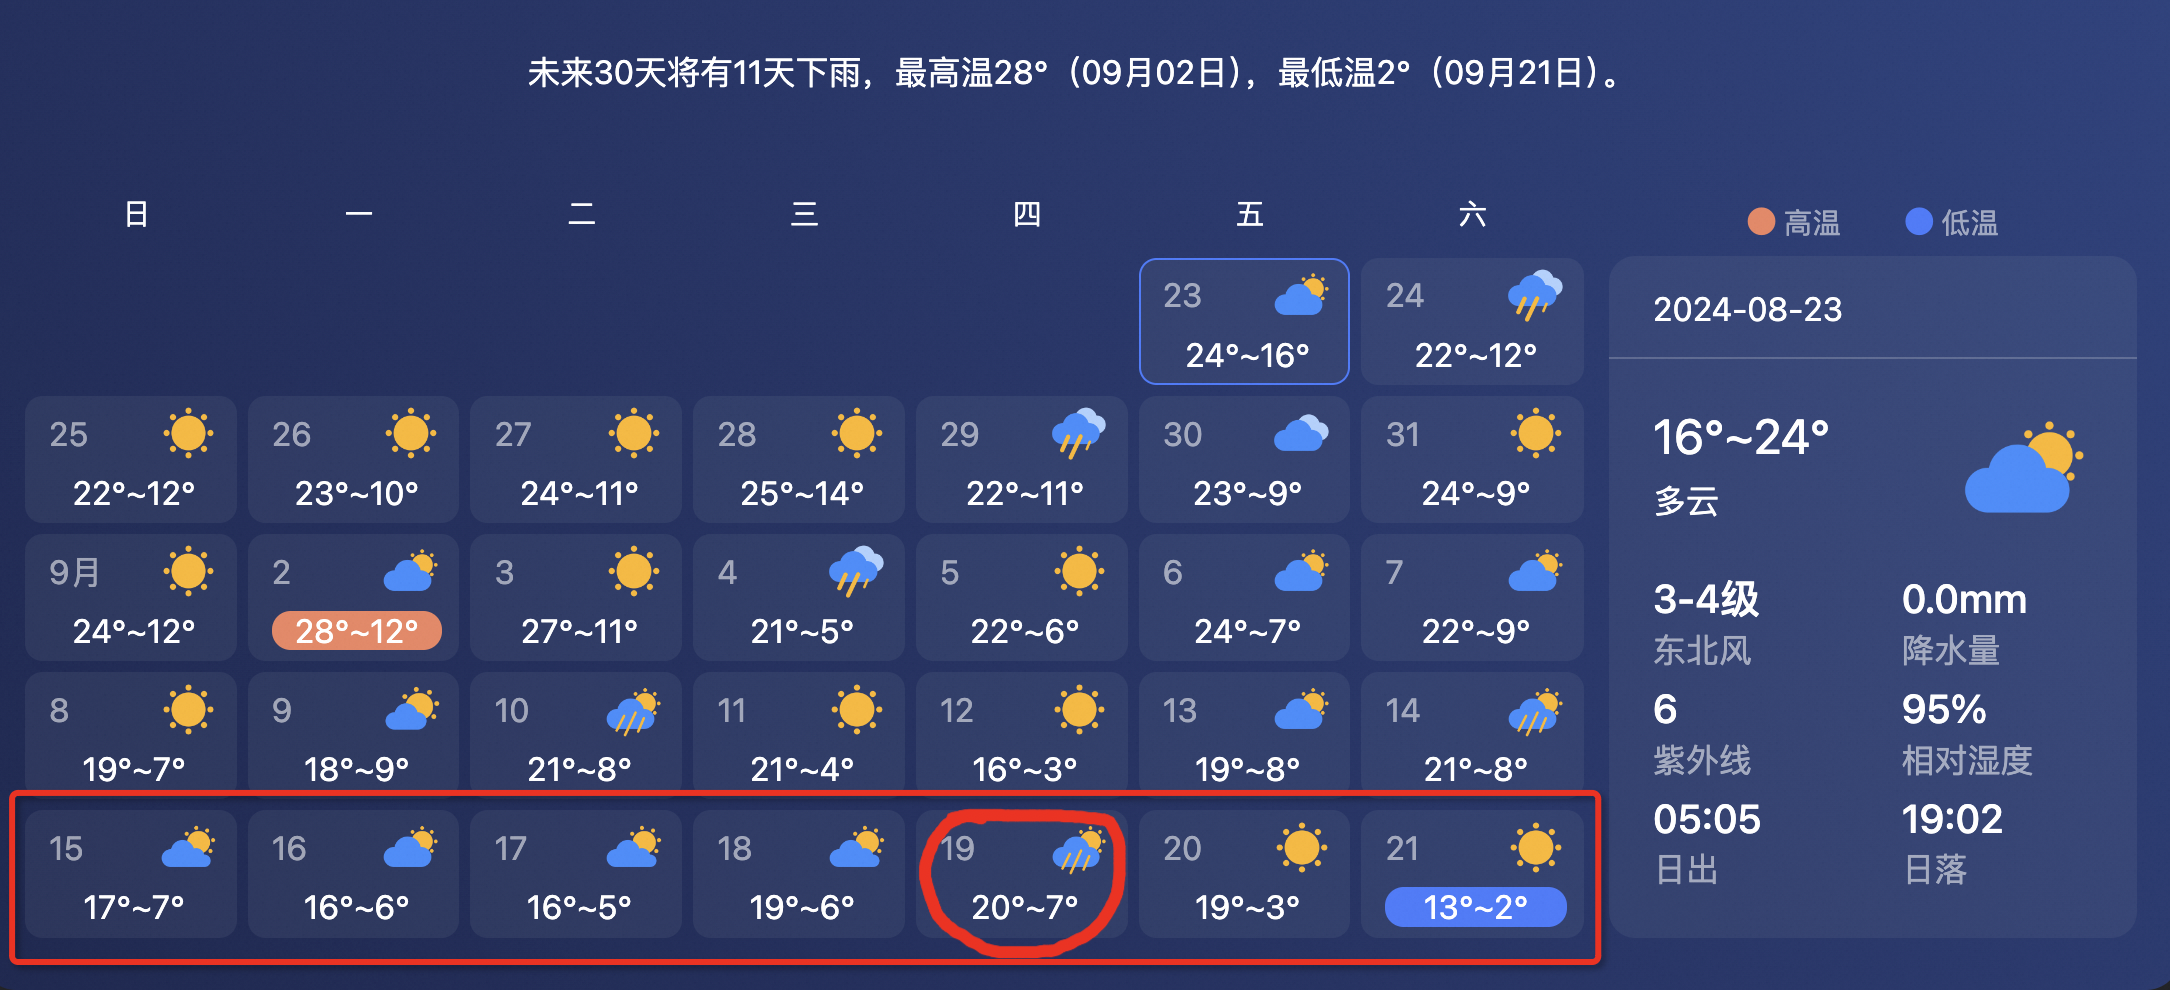 未来30天将有11天下雨，最高温28°（09月02日），最低温2°（09月21日）。
日 一 二 三 四 五 六
高温 低温
23 24
24°~16° 22°~12°
25 26 27 28 29 30 31
22°~12° 23°~10° 24°~11° 25°~14° 22°~11° 23°~9° 24°~9°
9月 2 3 4 5 6 7
24°~12° 28°~12° 27°~11° 21°~5° 22°~6° 24°~7° 22°~9°
8 9 10 11 12 13 14
19°~7° 18°~9° 21°~8° 21°~4° 16°~3° 19°~8° 21°~8°
15 16 17 18 19 20 21
17°~7° 16°~6° 16°~5° 19°~6° 20°~7° 19°~3° 13°~2°
2024-08-23
16°~24°
多云
3-4级 0.0mm
东北风 降水量
6 95%
紫外线 相对湿度
05:05 19:02
日出 日落